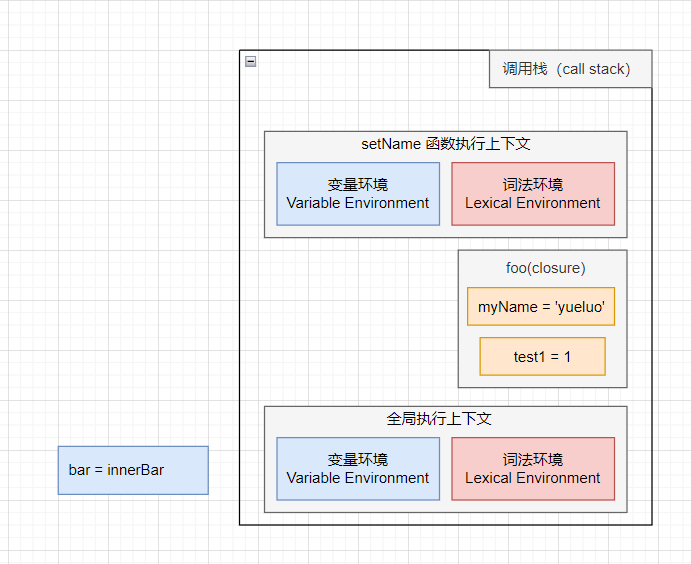 调用栈（call stack）
setName 函数执行上下文
变量环境
Variable Environment
词法环境
Lexical Environment
foo(closure)
myName = 'yueluo'
test1 = 1
全局执行上下文
变量环境
Variable Environment
词法环境
Lexical Environment
bar = innerBar